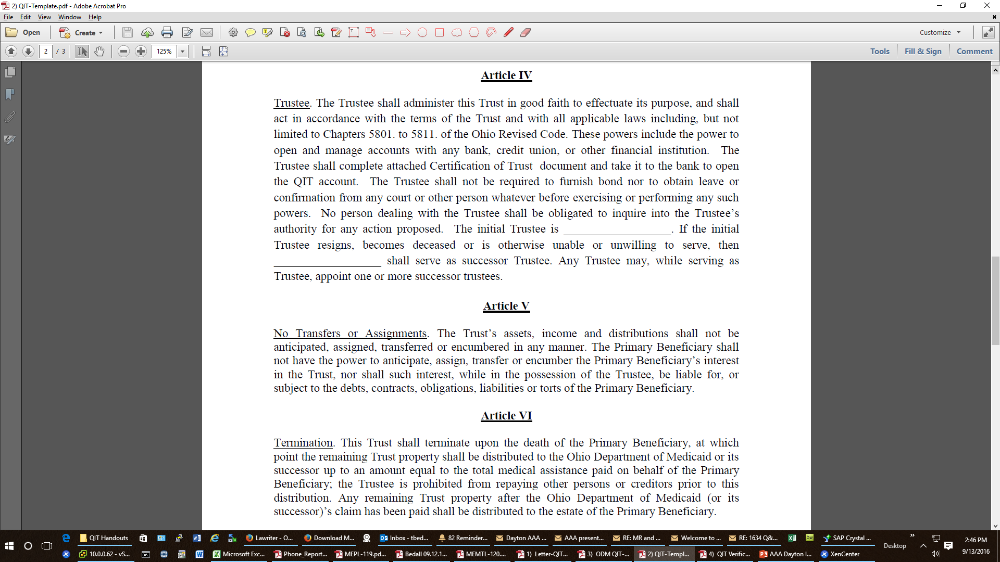 2) QIT-Template.pdf - Adobe Acrobat Pro
File Edit View Window Help
Open Create Customize
2 / 3 125% Tools Fill & Sign Comment
Article IV
Trustee. The Trustee shall administer this Trust in good faith to effectuate its purpose, and shall
act in accordance with the terms of the Trust and with all applicable laws including, but not
limited to Chapters 5801. to 5811. of the Ohio Revised Code. These powers include the power to
open and manage accounts with any bank, credit union, or other financial institution. The
Trustee shall complete attached Certification of Trust document and take it to the bank to open
the QIT account. The Trustee shall not be required to furnish bond nor to obtain leave or
confirmation from any court or other person whatever before exercising or performing any such
powers. No person dealing with the Trustee shall be obligated to inquire into the Trustee's
authority for any action proposed. The initial Trustee is ___________________. If the initial
Trustee resigns, becomes deceased or is otherwise unable or unwilling to serve, then
___________________ shall serve as successor Trustee. Any Trustee may, while serving as
Trustee, appoint one or more successor trustees.
Article V
No Transfers or Assignments. The Trust's assets, income and distributions shall not be
anticipated, assigned, transferred or encumbered in any manner. The Primary Beneficiary shall
not have the power to anticipate, assign, transfer or encumber the Primary Beneficiary's interest
in the Trust, nor shall such interest, while in the possession of the Trustee, be liable for, or
subject to the debts, contracts, obligations, liabilities or torts of the Primary Beneficiary.
Article VI
Termination. This Trust shall terminate upon the death of the Primary Beneficiary, at which
point the remaining Trust property shall be distributed to the Ohio Department of Medicaid or its
successor up to an amount equal to the total medical assistance paid on behalf of the Primary
Beneficiary; the Trustee is prohibited from repaying other persons or creditors prior to this
distribution. Any remaining Trust property after the Ohio Department of Medicaid (or its
successor)'s claim has been paid shall be distributed to the estate of the Primary Beneficiary.
QIT Handouts Lawriter - O... Download M... Inbox - tbed... 82 Reminder... Dayton AAA ... AAA present... RE: MR and ... Welcome to ... RE: 1634 Q&... SAP Crystal ...
10.0.0.62 - vS... Microsoft Exc... Phone_Report... MEPL-119.pd... Bedall 09.12.1... MEMTL-120.... 1) Letter-QIT... 3) ODM QIT-... 2) QIT-Templ... 4) QIT Verific... AAA Dayton I... XenCenter
Desktop
2:46 PM
9/13/2016